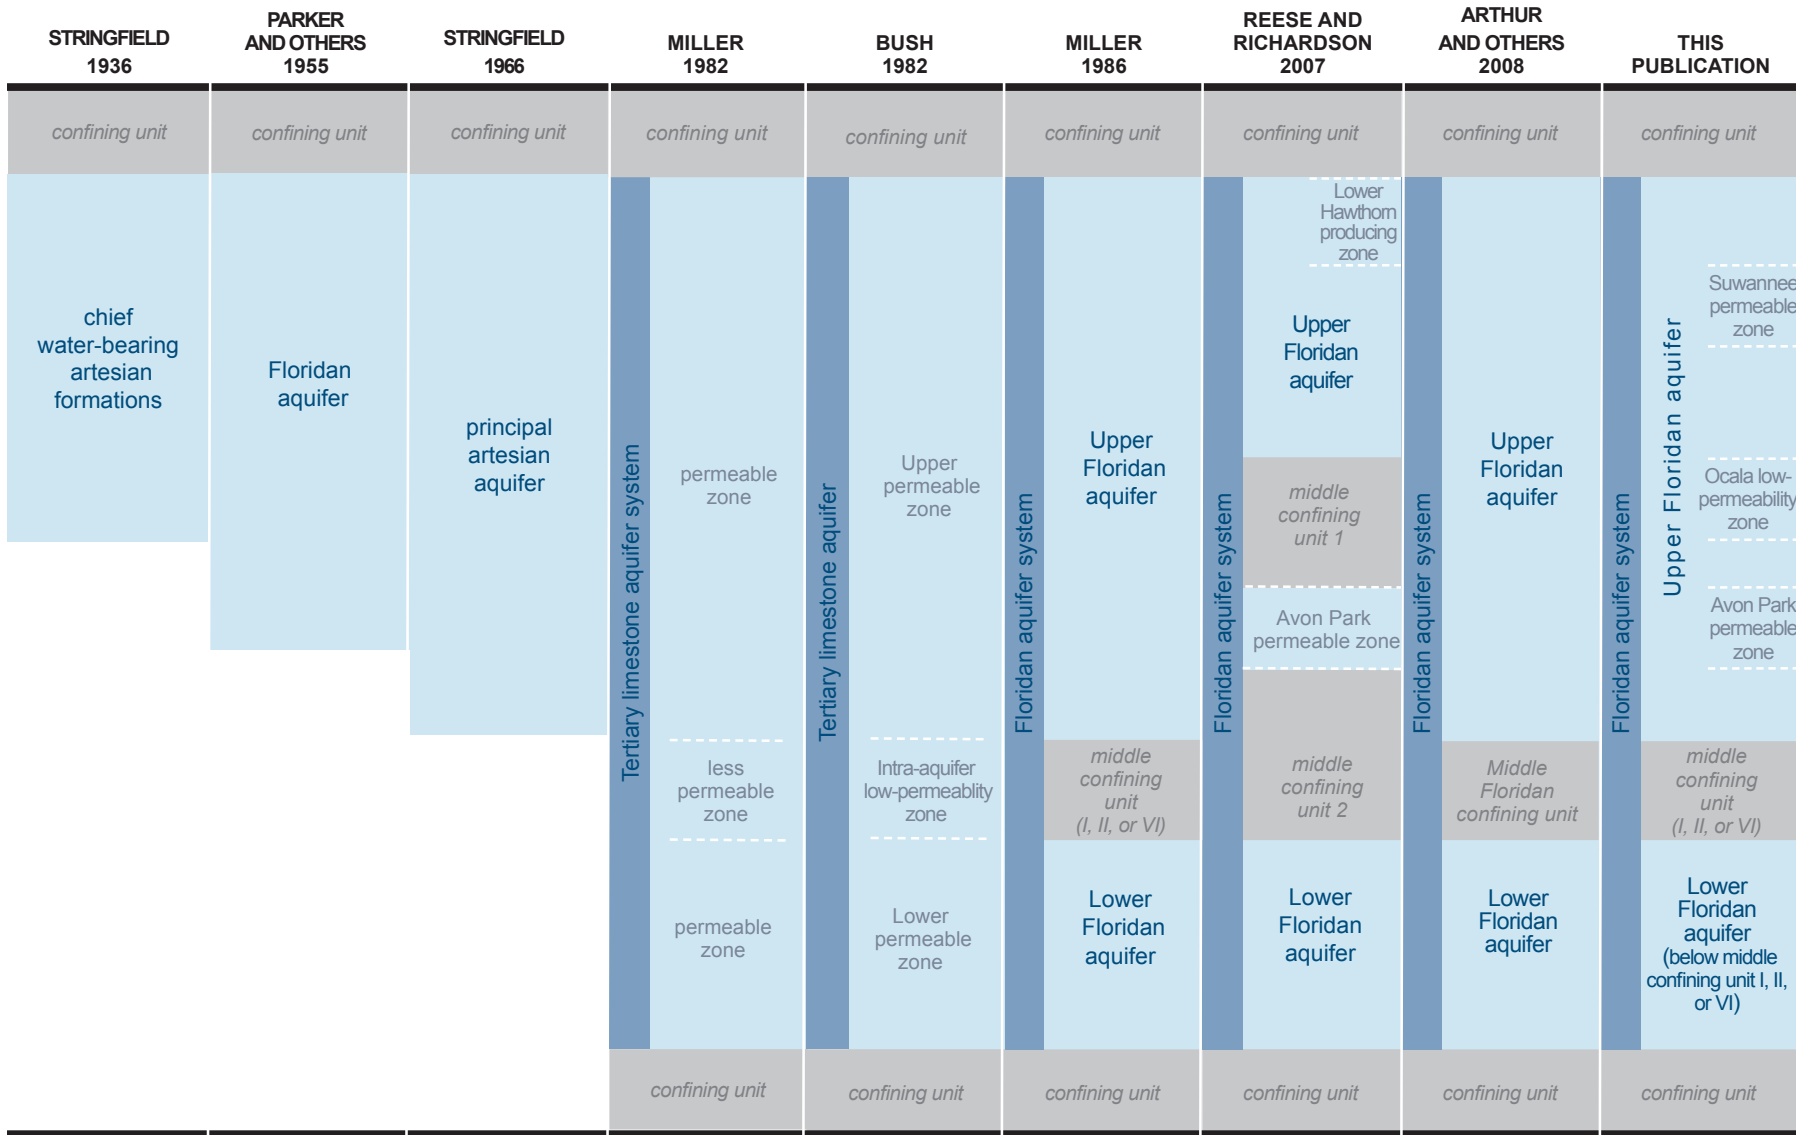 STRINGFIELD
1936
PARKER
AND OTHERS
1955
STRINGFIELD
1966
MILLER
1982
BUSH
1982
MILLER
1986
REESE AND
RICHARDSON
2007
ARTHUR
AND OTHERS
2008
THIS
PUBLICATION
confining unit
confining unit
confining unit
confining unit
confining unit
confining unit
confining unit
confining unit
confining unit
chief
water-bearing
artesian
formations
Floridan
aquifer
principal
artesian
aquifer
Tertiary limestone aquifer system
permeable
zone
less
permeable
zone
permeable
zone
confining unit
Tertiary limestone aquifer
Upper
permeable
zone
Intra-aquifer
low-permeablity
zone
Lower
permeable
zone
confining unit
Floridan aquifer system
Upper
Floridan
aquifer
middle
confining
unit
(I, II, or VI)
Lower
Floridan
aquifer
confining unit
Floridan aquifer system
Lower
Hawthorn
producing
zone
Upper
Floridan
aquifer
middle
confining
unit 1
Avon Park
permeable zone
middle
confining
unit 2
Lower
Floridan
aquifer
confining unit
Floridan aquifer system
Upper
Floridan
aquifer
Middle
Floridan
confining unit
Lower
Floridan
aquifer
confining unit
Floridan aquifer system
Upper Floridan aquifer
Suwannee
permeable
zone
Ocala low-
permeability
zone
Avon Park
permeable
zone
middle
confining
unit
(I, II, or VI)
Lower
Floridan
aquifer
(below middle
confining unit I, II,
or VI)
confining unit